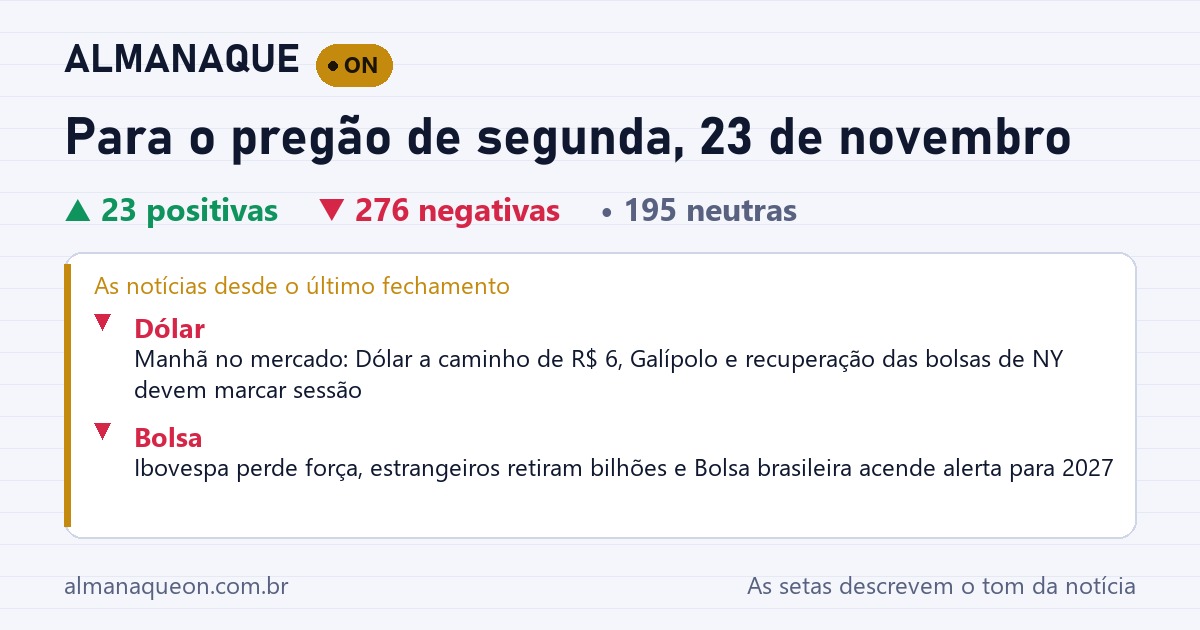 ALMANAQUE • ON
Para o pregão de segunda, 23 de novembro
▲ 23 positivas ▼ 276 negativas • 195 neutras
As notícias desde o último fechamento
▼ Dólar
Manhã no mercado: Dólar a caminho de R$ 6, Galípolo e recuperação das bolsas de NY
devem marcar sessão
▼ Bolsa
Ibovespa perde força, estrangeiros retiram bilhões e Bolsa brasileira acende alerta para 2027
almanaqueon.com.br
As setas descrevem o tom da notícia